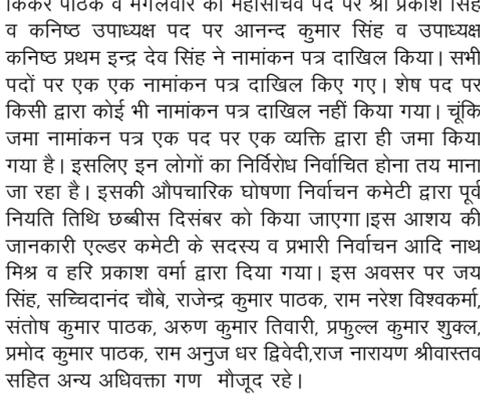 किंकर पाठक व मंगलवार को महासचिव पद पर श्री प्रकाश सिंह
व कनिष्ठ उपाध्यक्ष पद पर आनन्द कुमार सिंह व उपाध्यक्ष
कनिष्ठ प्रथम इन्द्र देव सिंह ने नामांकन पत्र दाखिल किया। सभी
पदों पर एक एक नामांकन पत्र दाखिल किए गए। शेष पद पर
किसी द्वारा कोई भी नामांकन पत्र दाखिल नहीं किया गया। चूंकि
जमा नामांकन पत्र एक पद पर एक व्यक्ति द्वारा ही जमा किया
गया है। इसलिए इन लोगों का निर्विरोध निर्वाचित होना तय माना
जा रहा है। इसकी औपचारिक घोषणा निर्वाचन कमेटी द्वारा पूर्व
नियति तिथि छब्बीस दिसंबर को किया जाएगा।इस आशय की
जानकारी एल्डर कमेटी के सदस्य व प्रभारी निर्वाचन आदि नाथ
मिश्र व हरि प्रकाश वर्मा द्वारा दिया गया। इस अवसर पर जय
सिंह, सच्चिदानंद चौबे, राजेन्द्र कुमार पाठक, राम नरेश विश्वकर्मा,
संतोष कुमार पाठक, अरुण कुमार तिवारी, प्रफुल्ल कुमार शुक्ल,
प्रमोद कुमार पाठक, राम अनुज धर द्विवेदी,राज नारायण श्रीवास्तव
सहित अन्य अधिवक्ता गण मौजूद रहे।